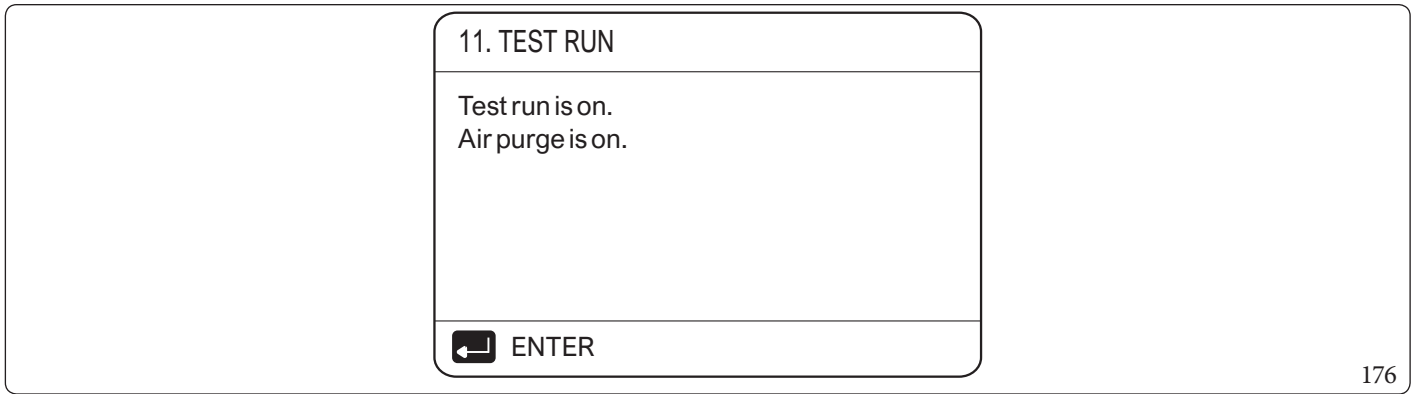 11. TEST RUN
Test run is on.
Air purge is on.
ENTER
176